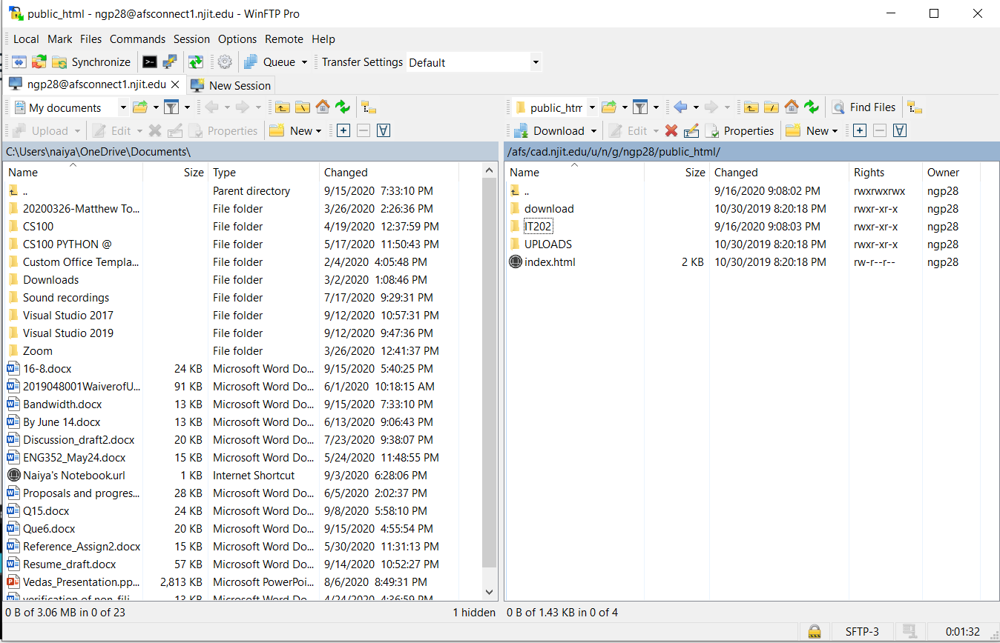 public_html - ngp28@afsconnect1.njit.edu - WinFTP Pro
Local Mark Files Commands Session Options Remote Help
Synchronize Queue Transfer Settings Default
ngp28@afsconnect1.njit.edu New Session
My documents
Upload Edit Properties New
C:\Users\naiya\OneDrive\Documents\
Name Size Type Changed
.. Parent directory 9/15/2020 7:33:10 PM
20200326-Matthew To... File folder 3/26/2020 2:26:36 PM
CS100 File folder 4/19/2020 12:37:59 PM
CS100 PYTHON @ File folder 5/17/2020 11:50:43 PM
Custom Office Templa... File folder 2/4/2020 4:05:48 PM
Downloads File folder 3/2/2020 1:08:46 PM
Sound recordings File folder 7/17/2020 9:29:31 PM
Visual Studio 2017 File folder 9/12/2020 10:57:31 PM
Visual Studio 2019 File folder 9/12/2020 9:47:36 PM
Zoom File folder 3/26/2020 12:41:37 PM
16-8.docx 24 KB Microsoft Word Do... 9/15/2020 5:40:25 PM
2019048001WaiverofU... 91 KB Microsoft Word Do... 6/1/2020 10:18:15 AM
Bandwidth.docx 13 KB Microsoft Word Do... 9/15/2020 7:33:10 PM
By June 14.docx 13 KB Microsoft Word Do... 6/13/2020 9:06:43 PM
Discussion_draft2.docx 20 KB Microsoft Word Do... 7/23/2020 9:38:07 PM
ENG352_May24.docx 15 KB Microsoft Word Do... 5/24/2020 11:48:55 PM
Naiya's Notebook.url 1 KB Internet Shortcut 9/3/2020 6:28:06 PM
Proposals and progres... 28 KB Microsoft Word Do... 6/5/2020 2:02:37 PM
Q15.docx 24 KB Microsoft Word Do... 9/8/2020 5:58:10 PM
Que6.docx 20 KB Microsoft Word Do... 9/15/2020 4:55:54 PM
Reference_Assign2.docx 15 KB Microsoft Word Do... 5/30/2020 11:31:13 PM
Resume_draft.docx 57 KB Microsoft Word Do... 9/14/2020 10:52:27 PM
Vedas_Presentation.pp... 2,813 KB Microsoft PowerPoi... 8/6/2020 8:49:31 PM
verification of non-fili... 13 KB Microsoft Word Do... 4/24/2020 4:36:59 PM
0 B of 3.06 MB in 0 of 23 1 hidden
public_htm Find Files
Download Edit Properties New
/afs/cad.njit.edu/u/n/g/ngp28/public_html/
Name Size Changed Rights Owner
.. 9/16/2020 9:08:02 PM rwxrwxrwx ngp28
download 10/30/2019 8:20:18 PM rwxr-xr-x ngp28
IT202 9/16/2020 9:08:03 PM rwxr-xr-x ngp28
UPLOADS 10/30/2019 8:20:18 PM rwxr-xr-x ngp28
index.html 2 KB 10/30/2019 8:20:18 PM rw-r--r-- ngp28
0 B of 1.43 KB in 0 of 4
SFTP-3 0:01:32